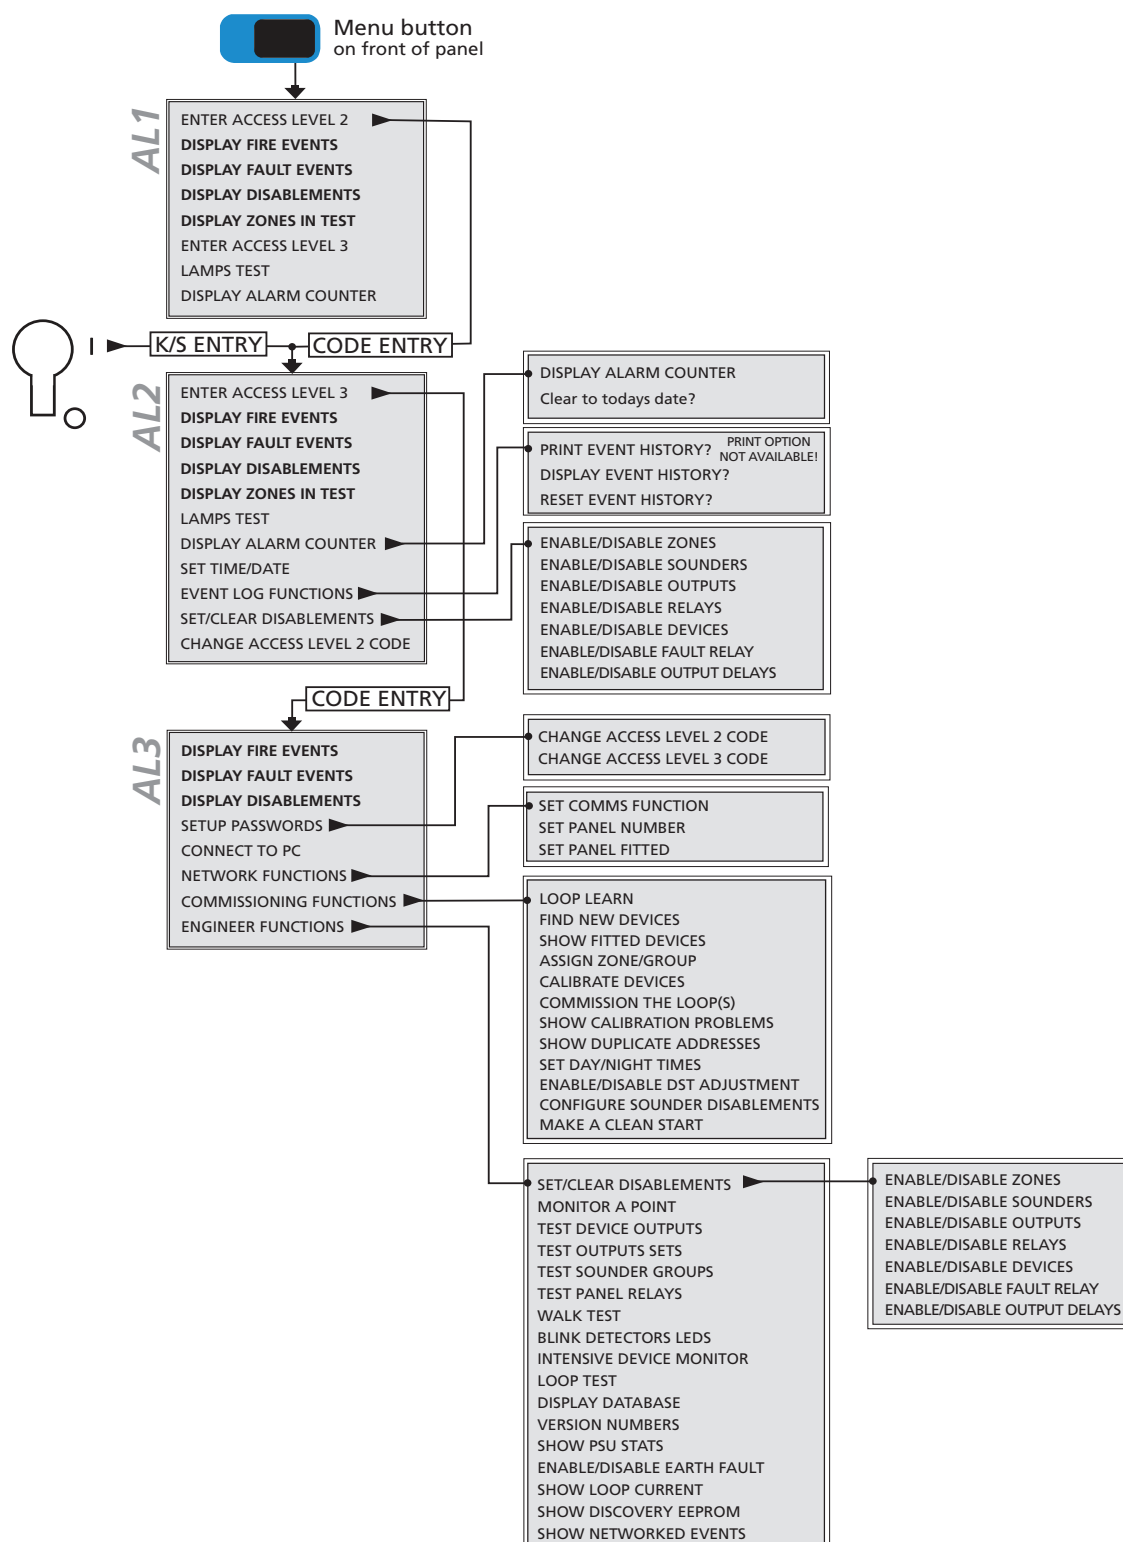 Menu button
on front of panel
AL1
ENTER ACCESS LEVEL 2
DISPLAY FIRE EVENTS
DISPLAY FAULT EVENTS
DISPLAY DISABLEMENTS
DISPLAY ZONES IN TEST
ENTER ACCESS LEVEL 3
LAMPS TEST
DISPLAY ALARM COUNTER
I
K/S ENTRY
CODE ENTRY
AL2
ENTER ACCESS LEVEL 3
DISPLAY FIRE EVENTS
DISPLAY FAULT EVENTS
DISPLAY DISABLEMENTS
DISPLAY ZONES IN TEST
LAMPS TEST
DISPLAY ALARM COUNTER
SET TIME/DATE
EVENT LOG FUNCTIONS
SET/CLEAR DISABLEMENTS
CHANGE ACCESS LEVEL 2 CODE
DISPLAY ALARM COUNTER
Clear to todays date?
PRINT EVENT HISTORY?
PRINT OPTION
NOT AVAILABLE!
DISPLAY EVENT HISTORY?
RESET EVENT HISTORY?
ENABLE/DISABLE ZONES
ENABLE/DISABLE SOUNDERS
ENABLE/DISABLE OUTPUTS
ENABLE/DISABLE RELAYS
ENABLE/DISABLE DEVICES
ENABLE/DISABLE FAULT RELAY
ENABLE/DISABLE OUTPUT DELAYS
CODE ENTRY
AL3
DISPLAY FIRE EVENTS
DISPLAY FAULT EVENTS
DISPLAY DISABLEMENTS
SETUP PASSWORDS
CONNECT TO PC
NETWORK FUNCTIONS
COMMISSIONING FUNCTIONS
ENGINEER FUNCTIONS
CHANGE ACCESS LEVEL 2 CODE
CHANGE ACCESS LEVEL 3 CODE
SET COMMS FUNCTION
SET PANEL NUMBER
SET PANEL FITTED
LOOP LEARN
FIND NEW DEVICES
SHOW FITTED DEVICES
ASSIGN ZONE/GROUP
CALIBRATE DEVICES
COMMISSION THE LOOP(S)
SHOW CALIBRATION PROBLEMS
SHOW DUPLICATE ADDRESSES
SET DAY/NIGHT TIMES
ENABLE/DISABLE DST ADJUSTMENT
CONFIGURE SOUNDER DISABLEMENTS
MAKE A CLEAN START
SET/CLEAR DISABLEMENTS
MONITOR A POINT
TEST DEVICE OUTPUTS
TEST OUTPUTS SETS
TEST SOUNDER GROUPS
TEST PANEL RELAYS
WALK TEST
BLINK DETECTORS LEDS
INTENSIVE DEVICE MONITOR
LOOP TEST
DISPLAY DATABASE
VERSION NUMBERS
SHOW PSU STATS
ENABLE/DISABLE EARTH FAULT
SHOW LOOP CURRENT
SHOW DISCOVERY EEPROM
SHOW NETWORKED EVENTS
ENABLE/DISABLE ZONES
ENABLE/DISABLE SOUNDERS
ENABLE/DISABLE OUTPUTS
ENABLE/DISABLE RELAYS
ENABLE/DISABLE DEVICES
ENABLE/DISABLE FAULT RELAY
ENABLE/DISABLE OUTPUT DELAYS